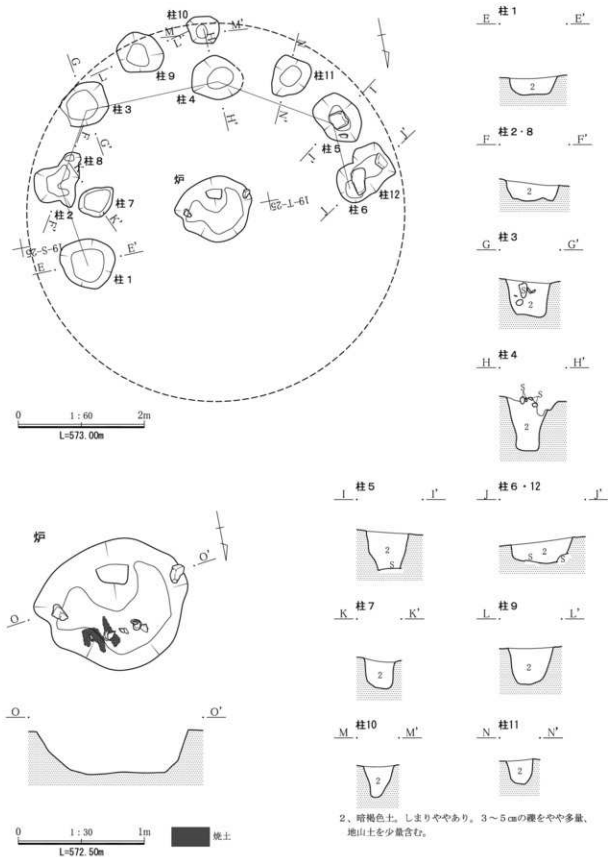 柱10
M M'
L'
H
L
柱9
N
柱11
G
柱4
柱3
I
H'
N'
柱5
J'
F
G'
I'
柱8
炉
柱12
柱6
J
19-T-25
柱7
柱2
K'
F'
19-S-25
E'
E
柱1
0 1:60 2m
L=573.00m
炉
O'
O
O O'
0 1:30 1m
L=572.50m
焼土
柱1
E E'
2
柱2・8
F F'
2
柱3
G G'
S
2
柱4
H H'
S S
2
柱5
I I'
2
S
柱6・12
J J'
2
S S
柱7
K K'
2
柱9
L L'
2
柱10
M M'
2
柱11
N N'
2
2、暗褐色土。しまりややあり。3～5㎝の礫をやや多量、
地山土を少量含む。